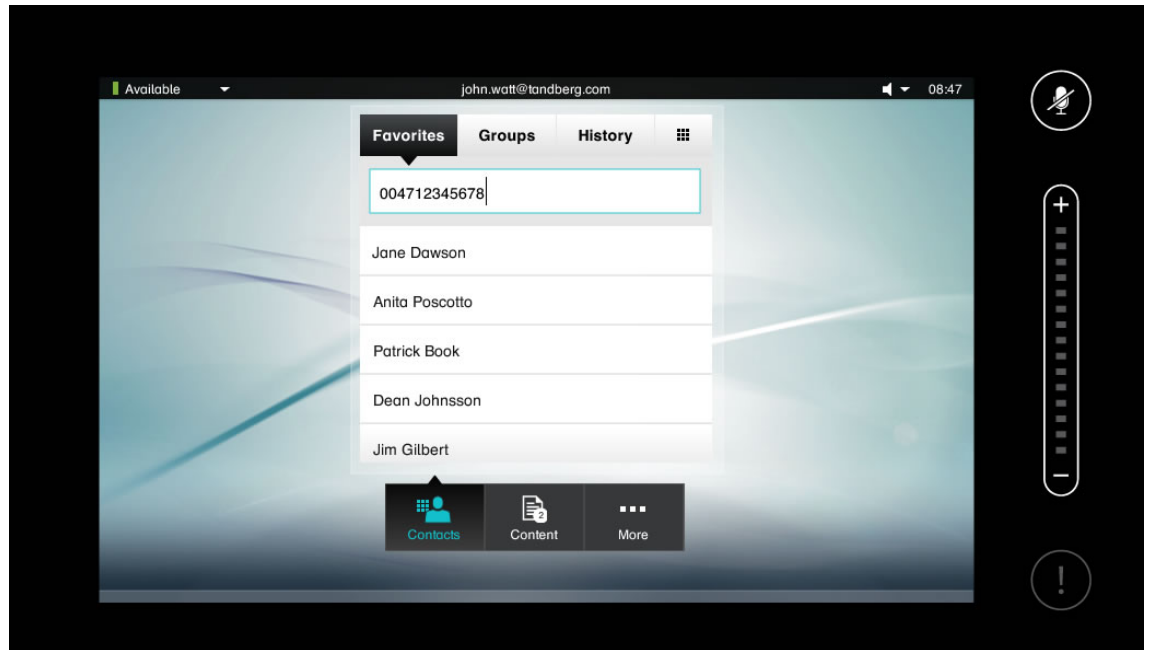 Available john.watt@tandberg.com 08:47
Favorites Groups History
004712345678
Jane Dawson
Anita Poscotto
Patrick Book
Dean Johnsson
Jim Gilbert
2
Contacts Content More
+
−
!